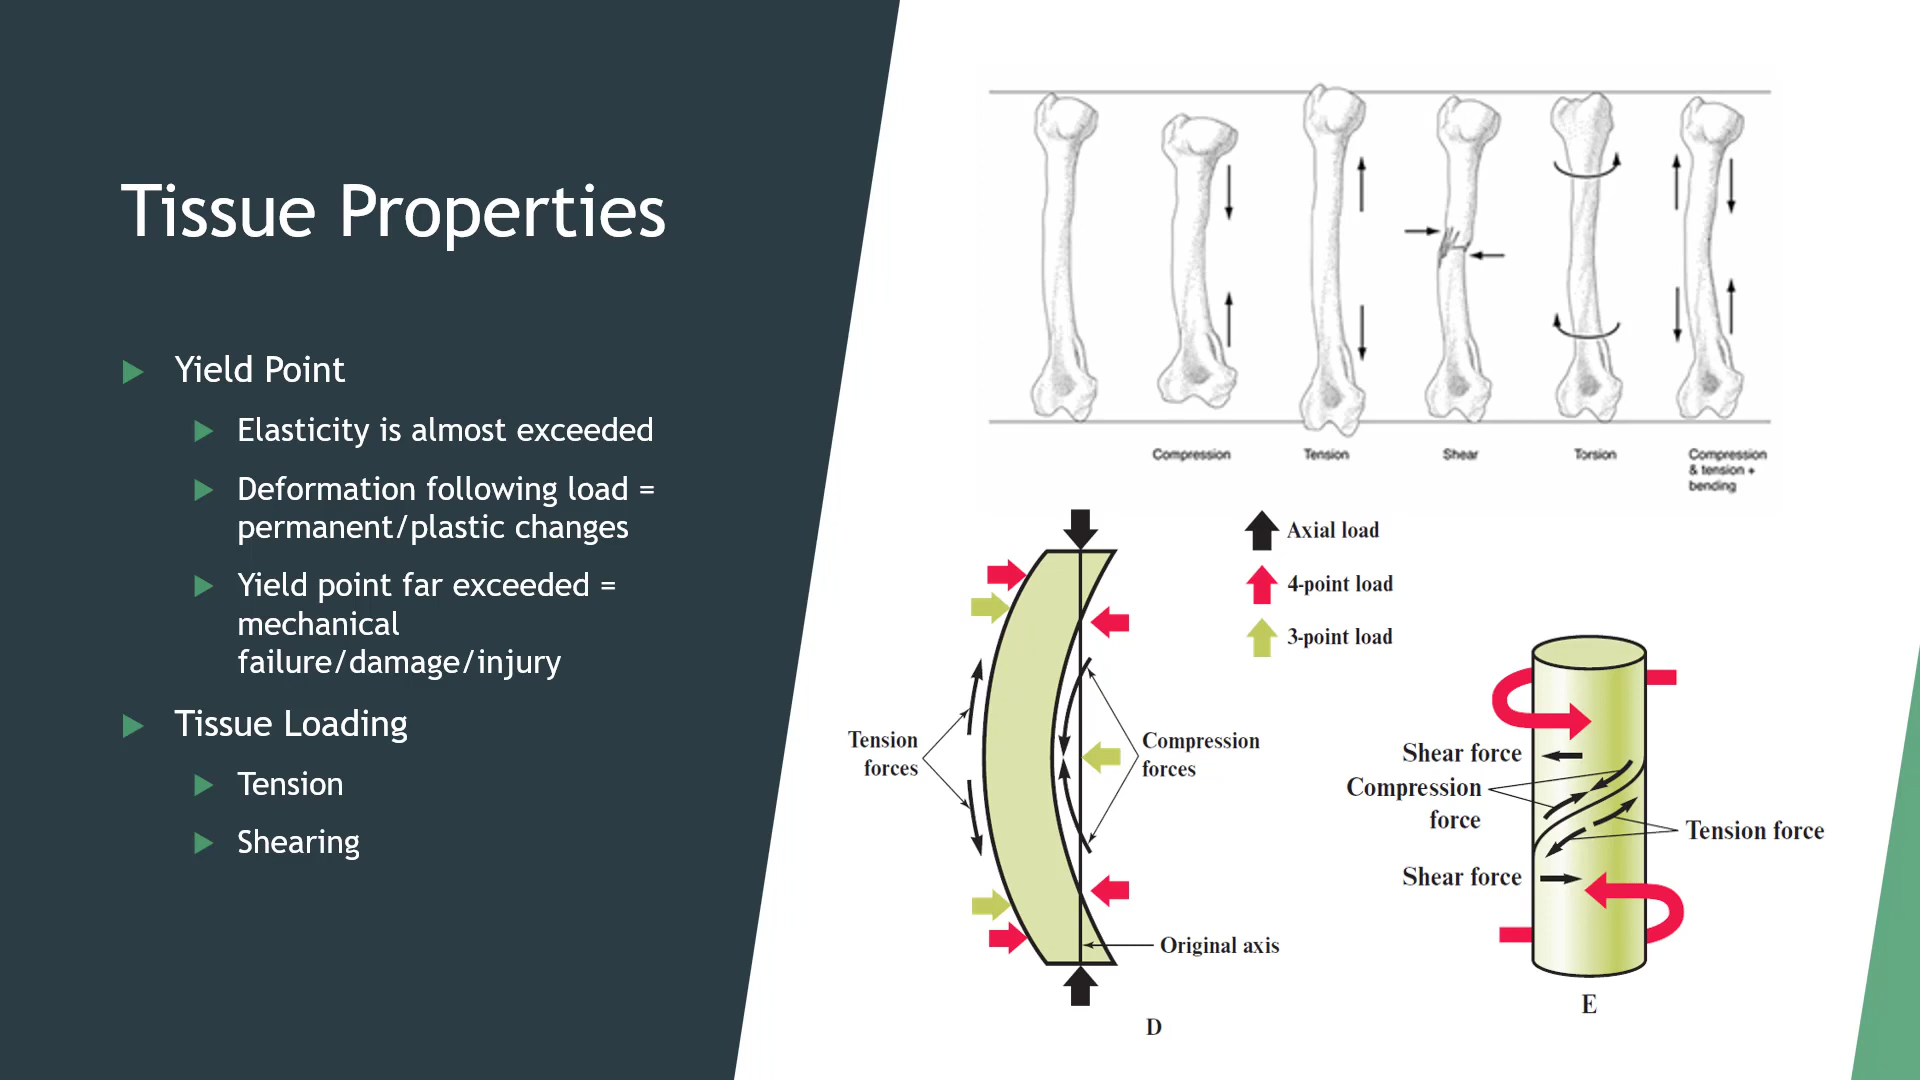 Tissue Properties
Yield Point
Elasticity is almost exceeded
Deformation following load =
permanent/plastic changes
Yield point far exceeded =
mechanical
failure/damage/injury
Tissue Loading
Tension
Shearing
Compression
Tension
Shear
Torsion
Compression
& tension +
bending
Axial load
4-point load
3-point load
Tension
forces
Compression
forces
Original axis
D
Shear force
Compression
force
Tension force
Shear force
E